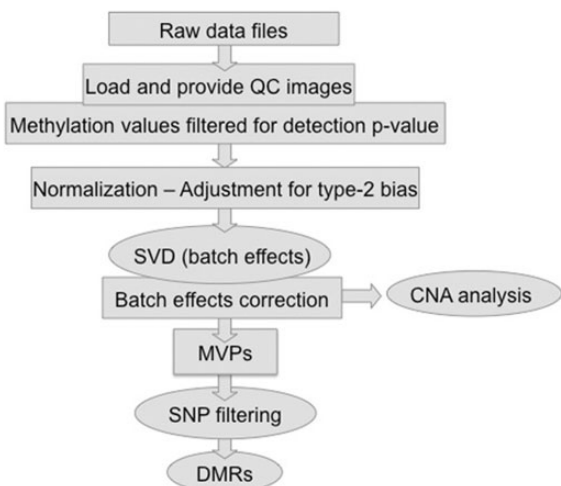 Raw data files
Load and provide QC images
Methylation values filtered for detection p-value
Normalization – Adjustment for type-2 bias
SVD (batch effects)
Batch effects correction
CNA analysis
MVPs
SNP filtering
DMRs